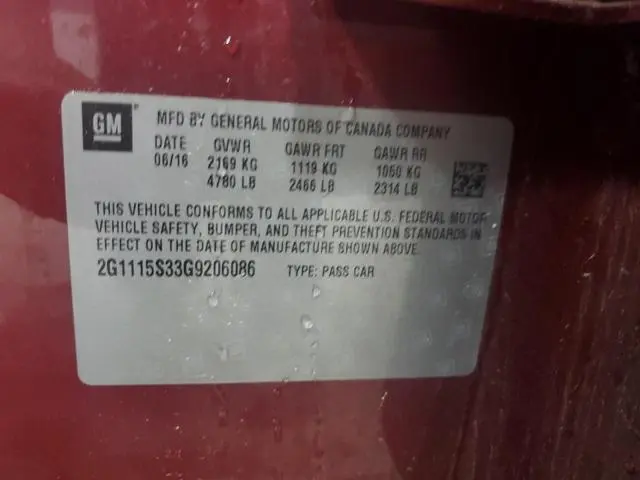 GM
MFD BY GENERAL MOTORS OF CANADA COMPANY
DATE GVWR GAWR FRT GAWR RR
06/16 2169 KG 1119 KG 1050 KG
4780 LB 2466 LB 2314 LB
THIS VEHICLE CONFORMS TO ALL APPLICABLE U.S. FEDERAL MOTOR
VEHICLE SAFETY, BUMPER, AND THEFT PREVENTION STANDARDS IN
EFFECT ON THE DATE OF MANUFACTURE SHOWN ABOVE.
2G1115S33G9206086 TYPE: PASS CAR